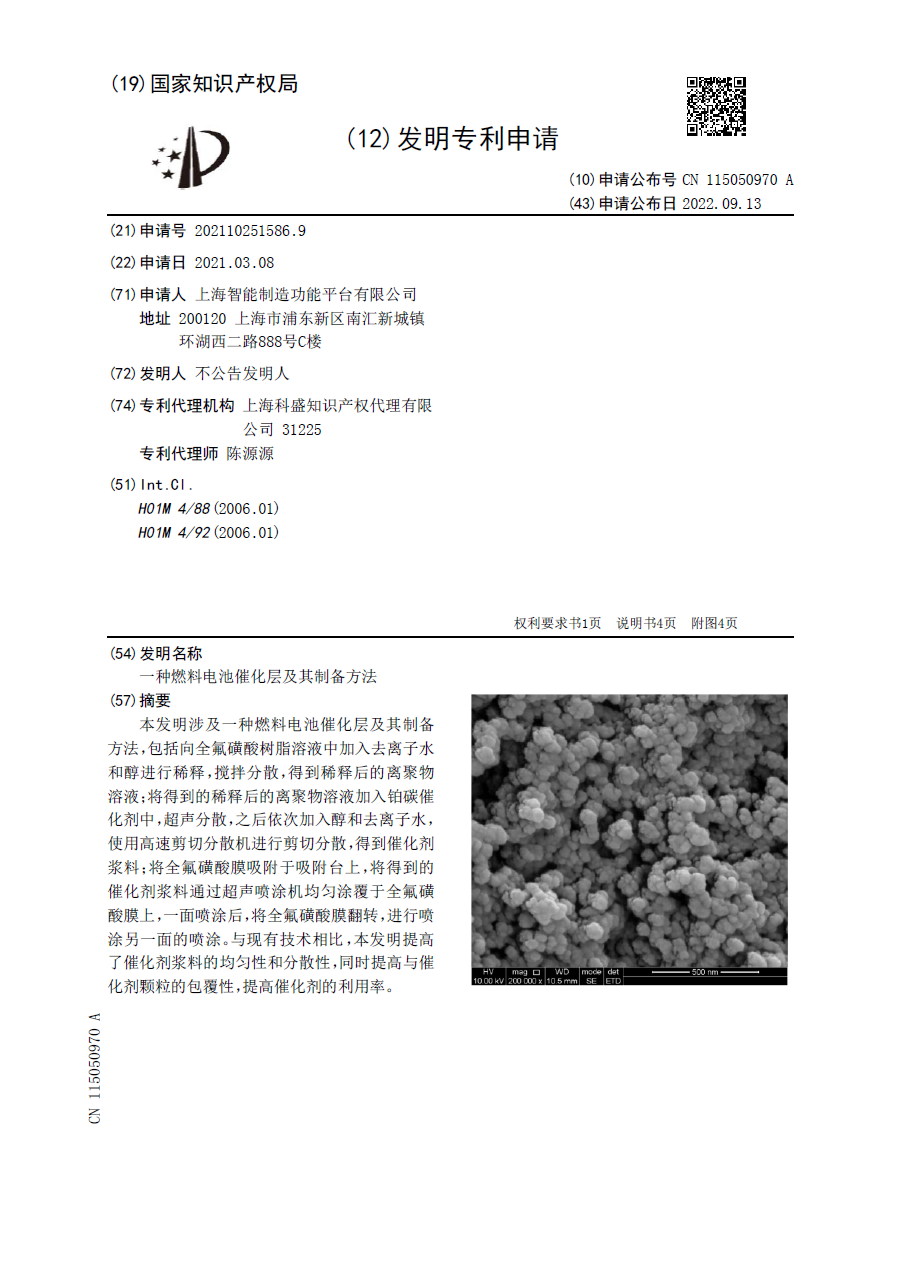 (19)国家知识产权局
(12)发明专利申请
(10)申请公布号 CN 115050970 A
(43)申请公布日 2022.09.13
(21)申请号 202110251586.9
(22)申请日 2021.03.08
(71)申请人 上海智能制造功能平台有限公司
地址 200120 上海市浦东新区南汇新城镇
环湖西二路888号C楼
(72)发明人 不公告发明人
(74)专利代理机构 上海科盛知识产权代理有限
公司 31225
专利代理师 陈源源
(51)Int.Cl.
H01M 4/88(2006.01)
H01M 4/92(2006.01)
权利要求书1页 说明书4页 附图4页
(54)发明名称
一种燃料电池催化层及其制备方法
(57)摘要
本发明涉及一种燃料电池催化层及其制备
方法,包括向全氟磺酸树脂溶液中加入去离子水
和醇进行稀释,搅拌分散,得到稀释后的离聚物
溶液;将得到的稀释后的离聚物溶液加入铂碳催
化剂中,超声分散,之后依次加入醇和去离子水,
使用高速剪切分散机进行剪切分散,得到催化剂
浆料;将全氟磺酸膜吸附于吸附台上,将得到的
催化剂浆料通过超声喷涂机均匀涂覆于全氟磺
酸膜上,一面喷涂后,将全氟磺酸膜翻转,进行喷
涂另一面的喷涂。与现有技术相比,本发明提高
了催化剂浆料的均匀性和分散性,同时提高与催
化剂颗粒的包覆性,提高催化剂的利用率。
HV mag WD mode det 500 nm
10.00 kV 200 000 x 10.5 mm SE ETD
CN 115050970 A